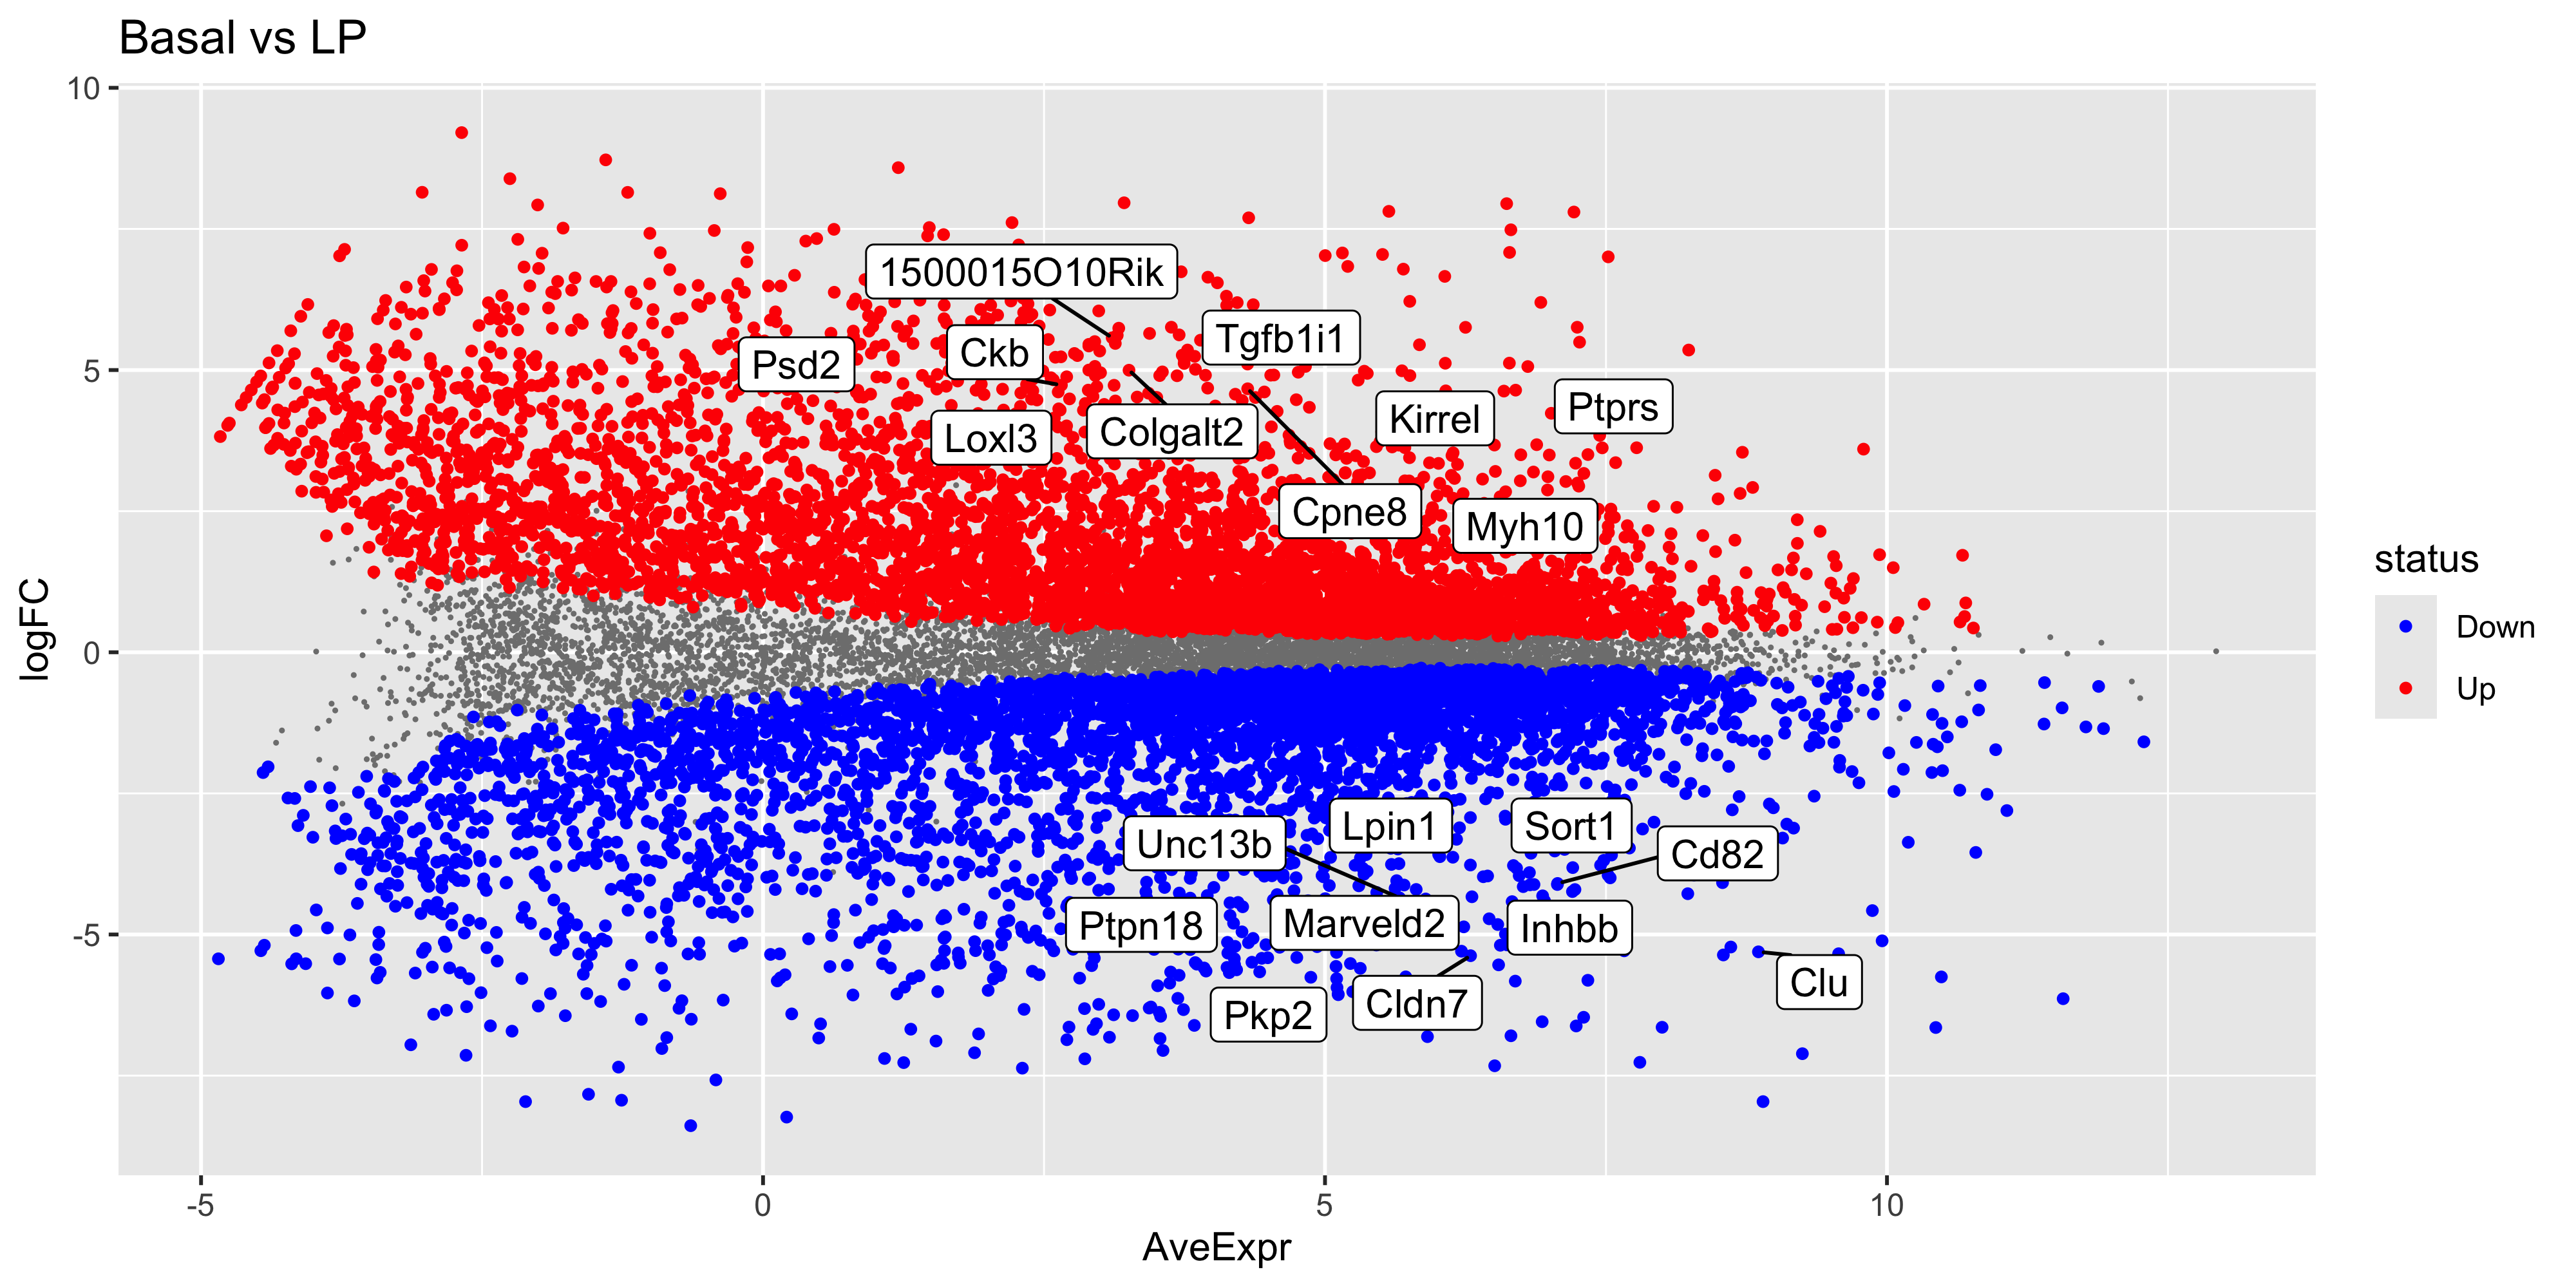 Basal vs LP
10
5
0
-5
logFC
1500015O10Rik
Tgfb1i1
Ckb
Psd2
Ptprs
Kirrel
Colgalt2
Loxl3
Cpne8
Myh10
Lpin1
Sort1
Unc13b
Cd82
Ptpn18
Marveld2
Inhbb
Clu
Cldn7
Pkp2
-5
0
5
10
AveExpr
status
Down
Up